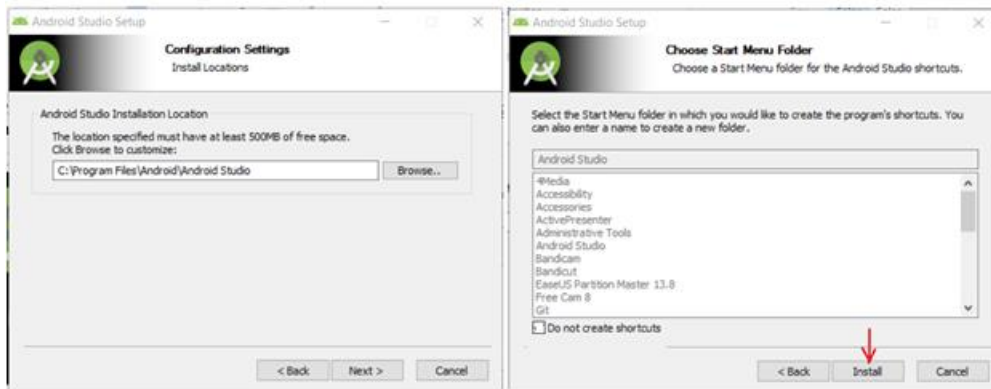 Android Studio Setup
Configuration Settings
Install Locations
Android Studio Installation Location
The location specified must have at least 500MB of free space.
Click Browse to customize:
C:\Program Files\Android\Android Studio
Browse..
< Back
Next >
Cancel
Android Studio Setup
Choose Start Menu Folder
Choose a Start Menu folder for the Android Studio shortcuts.
Select the Start Menu folder in which you would like to create the program's shortcuts. You
can also enter a name to create a new folder.
Android Studio
4Media
Accessibility
Accessories
ActivePresenter
Administrative Tools
Android Studio
Bandicam
Bandicut
EaseUS Partition Master 13.8
Free Cam 8
Git
Do not create shortcuts
< Back
Install
Cancel